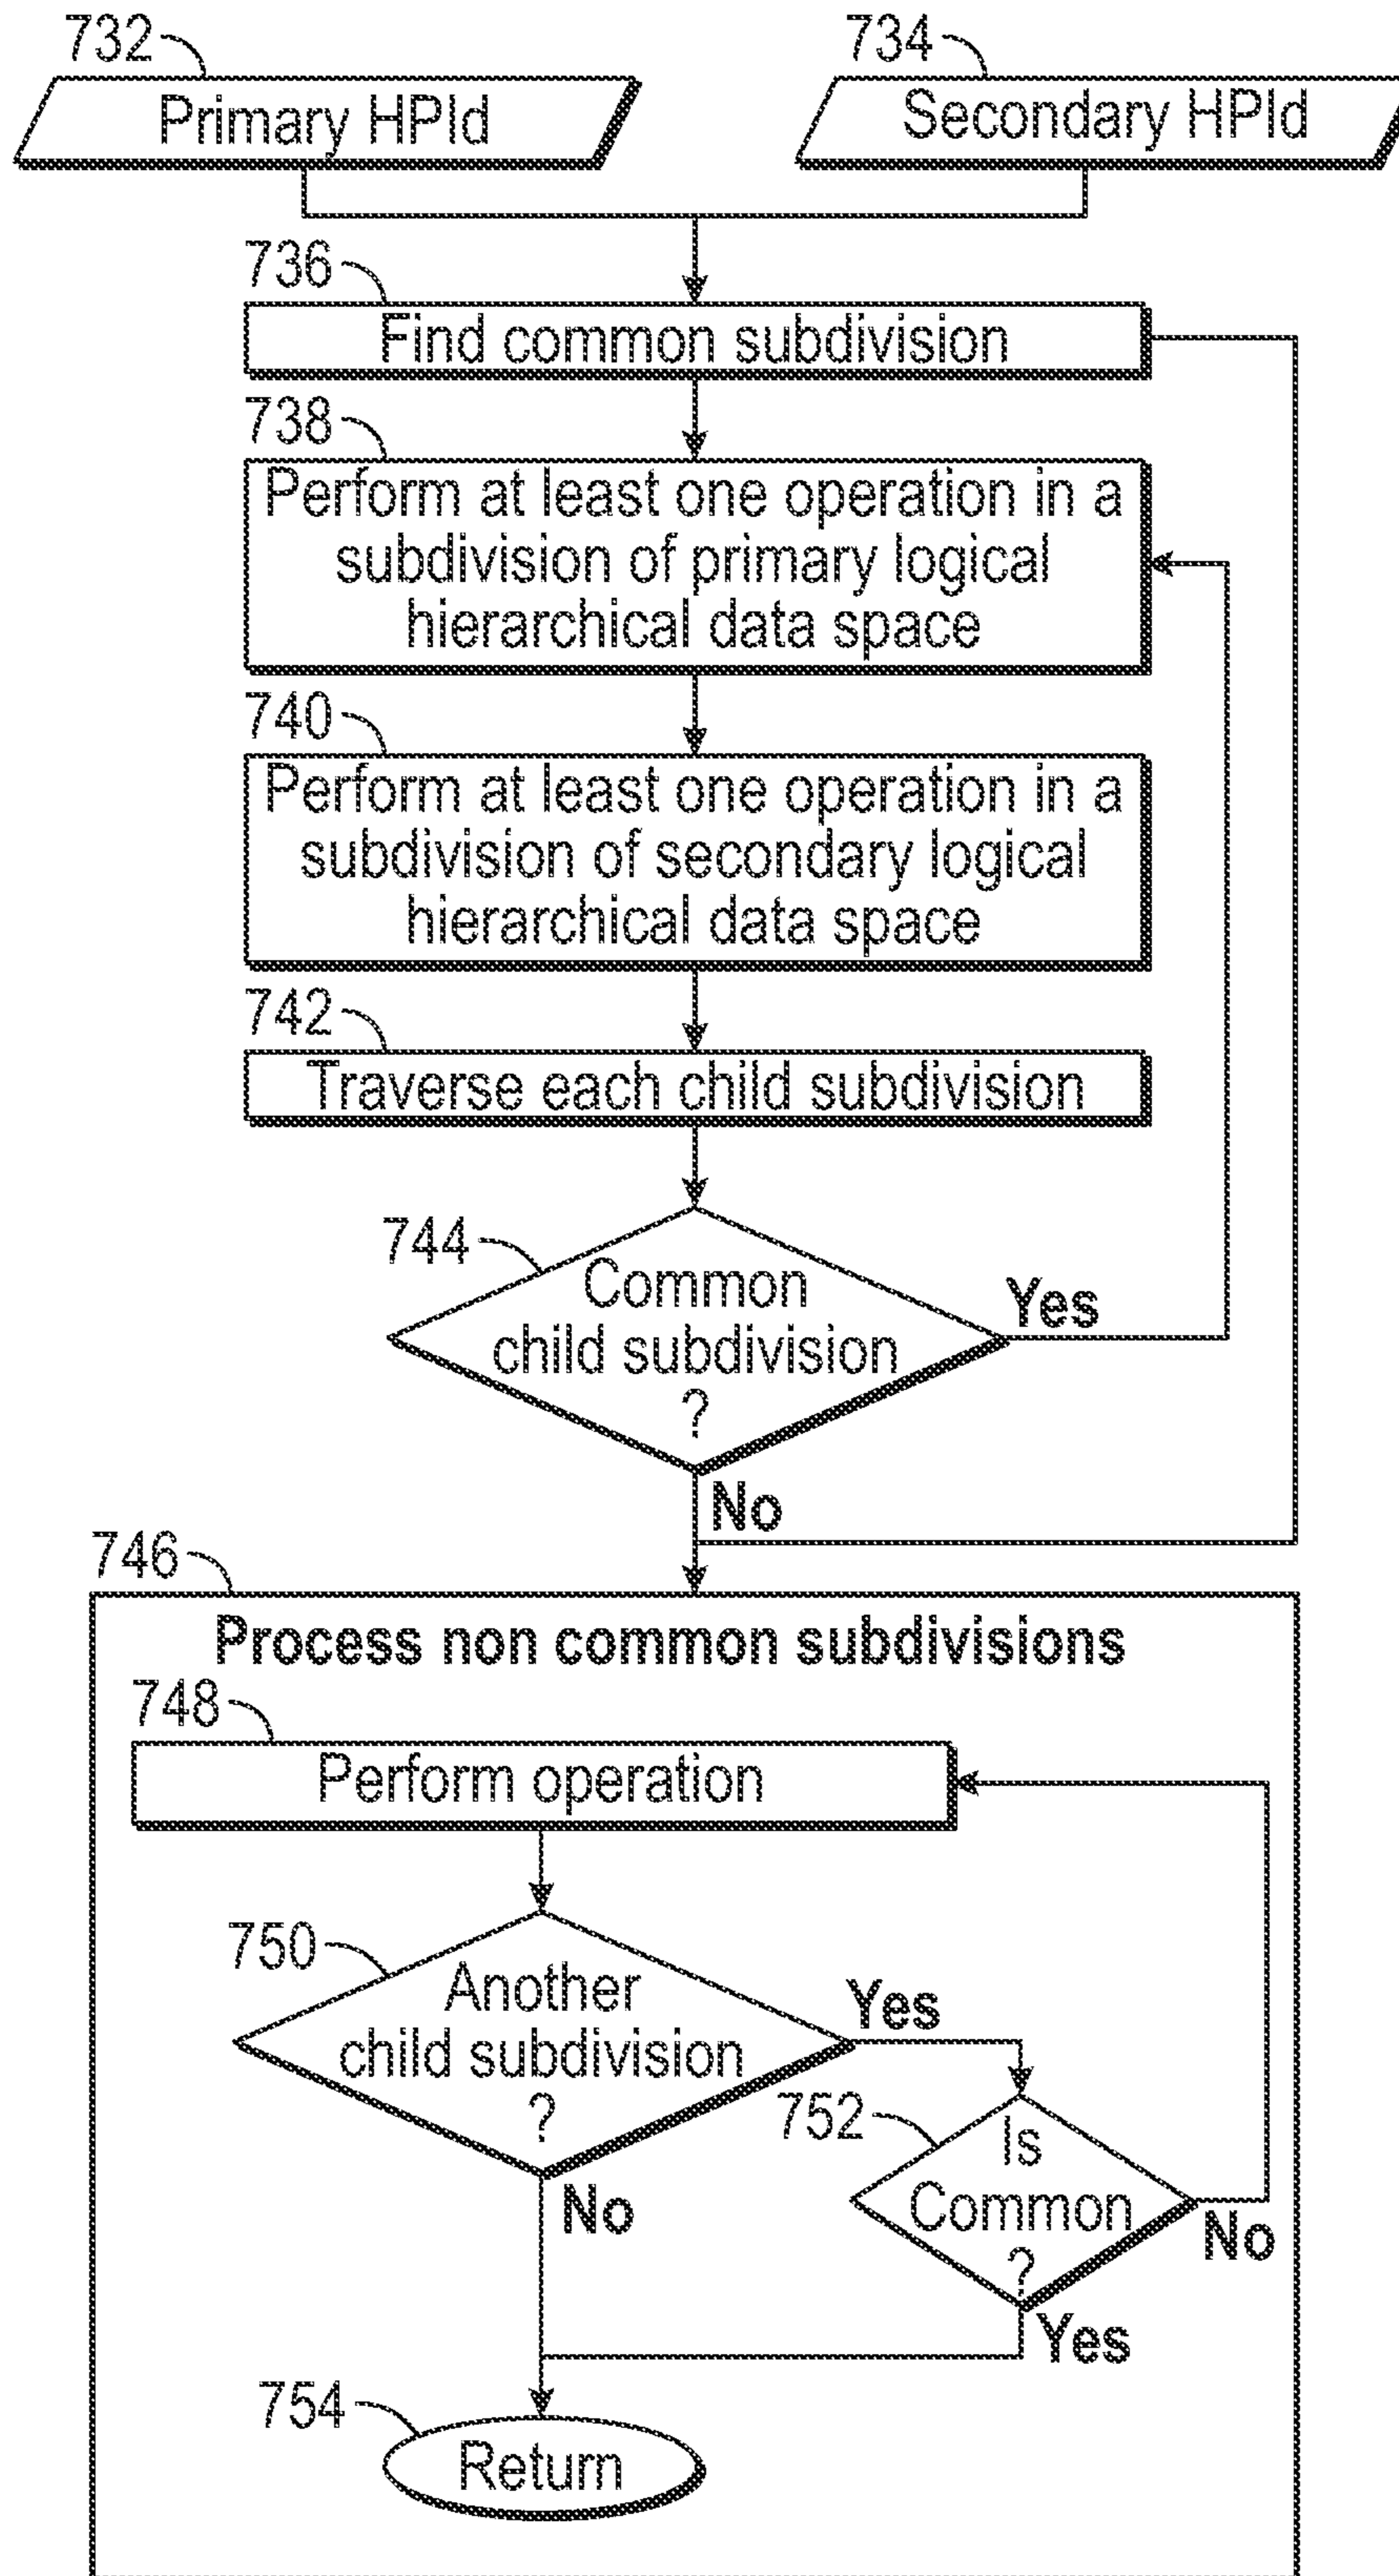 732
734
Primary HPId
Secondary HPId
736
Find common subdivision
738
Perform at least one operation in a
subdivision of primary logical
hierarchical data space
740
Perform at least one operation in a
subdivision of secondary logical
hierarchical data space
742
Traverse each child subdivision
744
Common
child subdivision
?
Yes
No
746
Process non common subdivisions
748
Perform operation
750
Another
child subdivision
?
Yes
No
752
Is
Common
?
No
Yes
754
Return